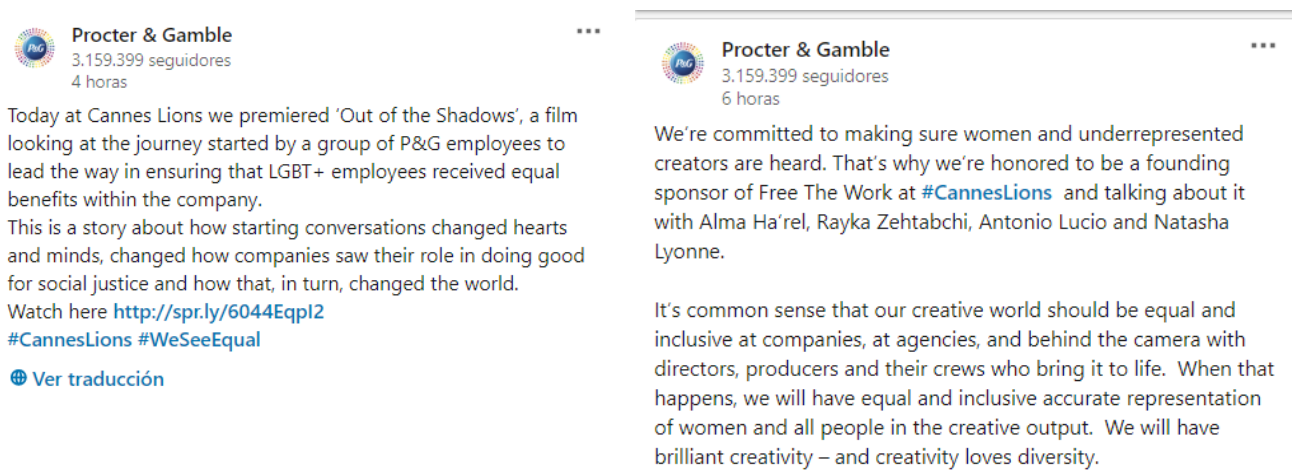 Procter & Gamble
3.159.399 seguidores
4 horas
Today at Cannes Lions we premiered ‘Out of the Shadows’, a film
looking at the journey started by a group of P&G employees to
lead the way in ensuring that LGBT+ employees received equal
benefits within the company.
This is a story about how starting conversations changed hearts
and minds, changed how companies saw their role in doing good
for social justice and how that, in turn, changed the world.
Watch here http://spr.ly/6044EqpI2
#CannesLions #WeSeeEqual
Ver traducción
P&G
Procter & Gamble
3.159.399 seguidores
6 horas
We’re committed to making sure women and underrepresented
creators are heard. That’s why we’re honored to be a founding
sponsor of Free The Work at #CannesLions and talking about it
with Alma Ha’rel, Rayka Zehtabchi, Antonio Lucio and Natasha
Lyonne.
It’s common sense that our creative world should be equal and
inclusive at companies, at agencies, and behind the camera with
directors, producers and their crews who bring it to life. When that
happens, we will have equal and inclusive accurate representation
of women and all people in the creative output. We will have
brilliant creativity – and creativity loves diversity.
P&G